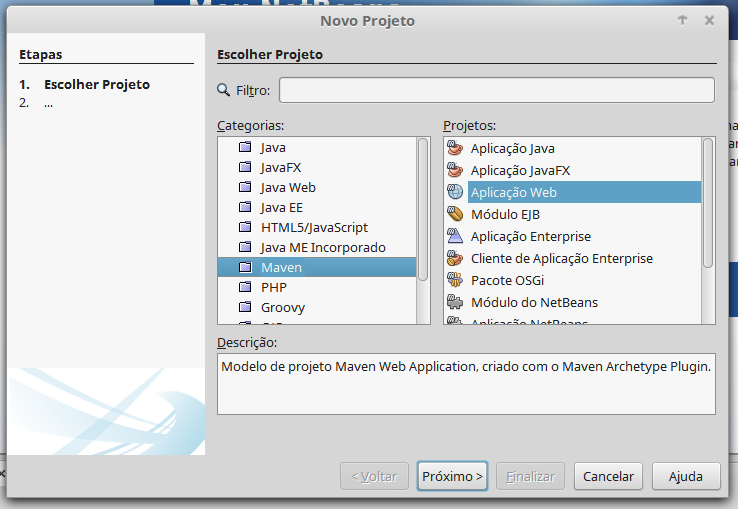 Novo Projeto
Etapas
1. Escolher Projeto
2. ...
Escolher Projeto
Filtro:
Categorias:
Java
JavaFX
Java Web
Java EE
HTML5/JavaScript
Java ME Incorporado
Maven
PHP
Groovy
Projetos:
Aplicação Java
Aplicação JavaFX
Aplicação Web
Módulo EJB
Aplicação Enterprise
Cliente de Aplicação Enterprise
Pacote OSGi
Módulo do NetBeans
Aplicação NetBeans
Descrição:
Modelo de projeto Maven Web Application, criado com o Maven Archetype Plugin.
< Voltar
Próximo >
Finalizar
Cancelar
Ajuda